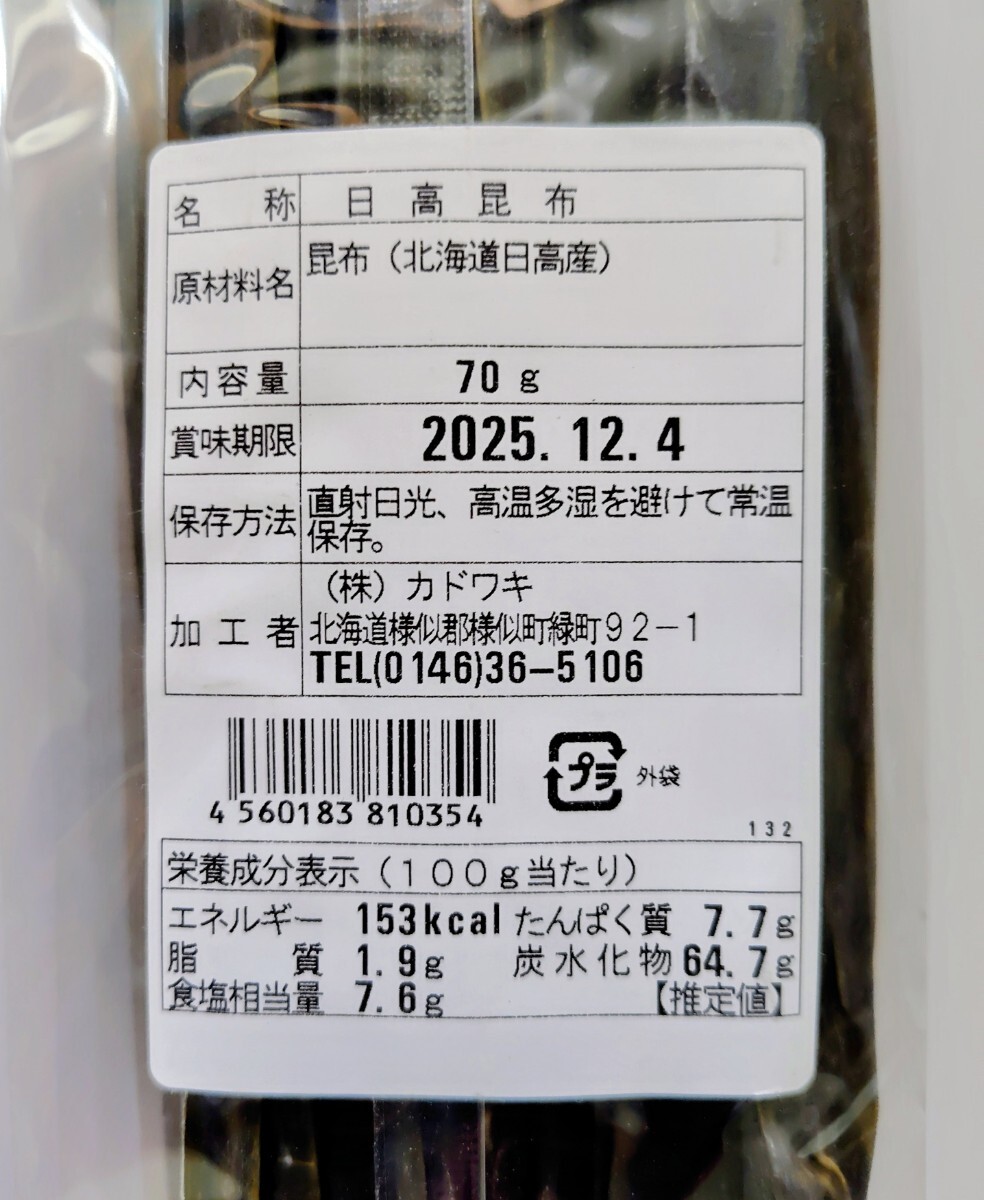 名称 日高昆布
原材料名 昆布（北海道日高産）
内容量 70g
賞味期限 2025.12.4
保存方法 直射日光、高温多湿を避けて常温
保存。
加工者 （株）カドワキ
北海道様似郡様似町緑町92-1
TEL(0146)36-5106
4 560183 810354
プラ 外袋
132
栄養成分表示（100g当たり）
エネルギー 153kcal たんぱく質 7.7g
脂質 1.9g 炭水化物 64.7g
食塩相当量 7.6g 【推定値】